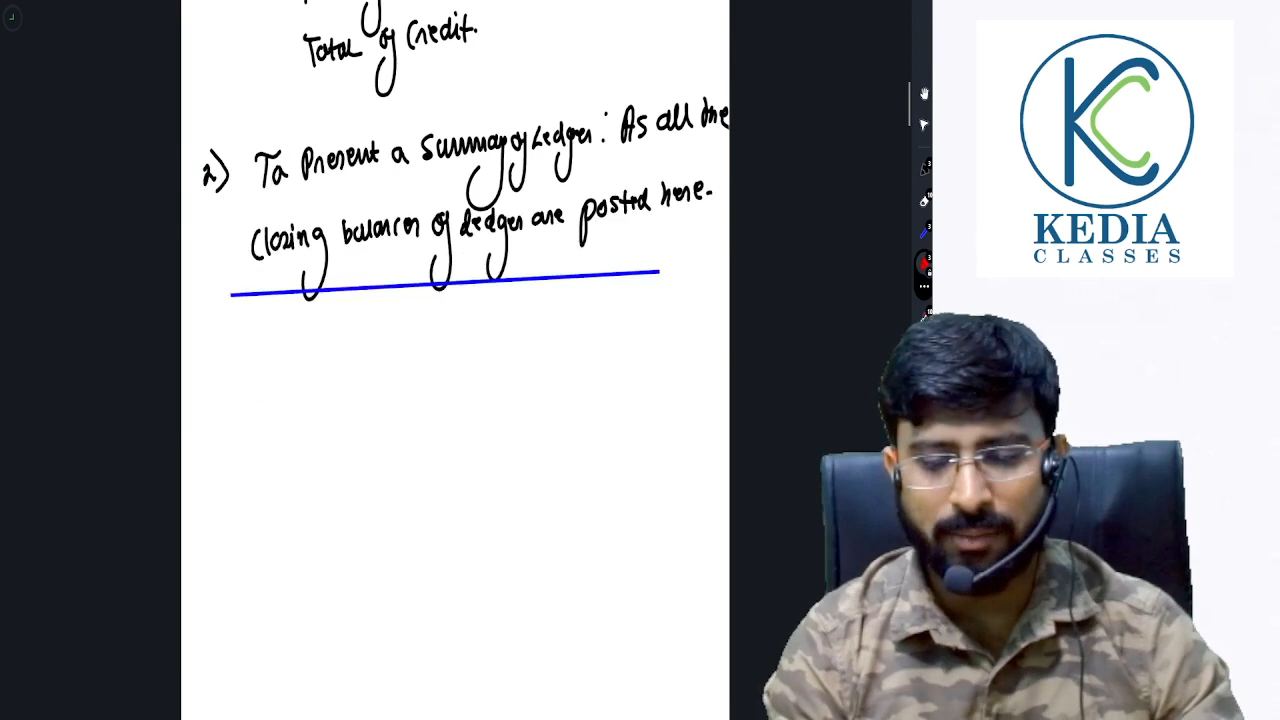 Total of Credit.
2) To Present a Summary of Ledger: As all the
closing balances of Ledger are posted here.
KEDIA
CLASSES